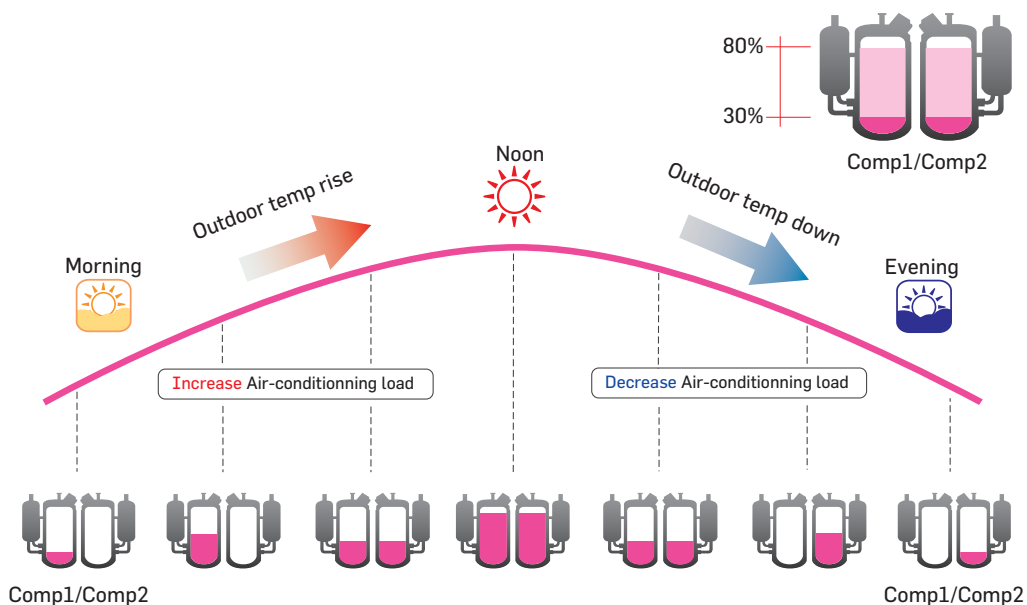 80%
30%
Comp1/Comp2
Noon
Outdoor temp rise
Outdoor temp down
Morning
Evening
Increase Air-conditionning load
Decrease Air-conditionning load
Comp1/Comp2
Comp1/Comp2